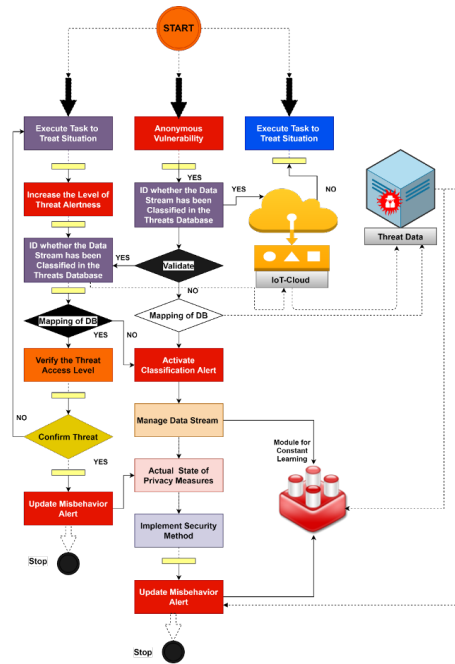 START
Execute Task to
Treat Situation
Anonymous
Vulnerability
Execute Task to
Treat Situation
YES
NO
Increase the Level of
Threat Alertness
ID whether the Data
Stream has been
Classified in the
Threats Database
YES
Threat Data
ID whether the Data
Stream has been
Classified in the
Threats Database
YES
Validate
IoT-Cloud
NO
Mapping of DB
Mapping of DB
YES
NO
Verify the Threat
Access Level
Activate
Classification Alert
NO
Confirm Threat
Manage Data Stream
Module for
Constant
Learning
YES
Actual State of
Privacy Measures
Update Misbehavior
Alert
Implement Security
Method
Stop
Update Misbehavior
Alert
Stop